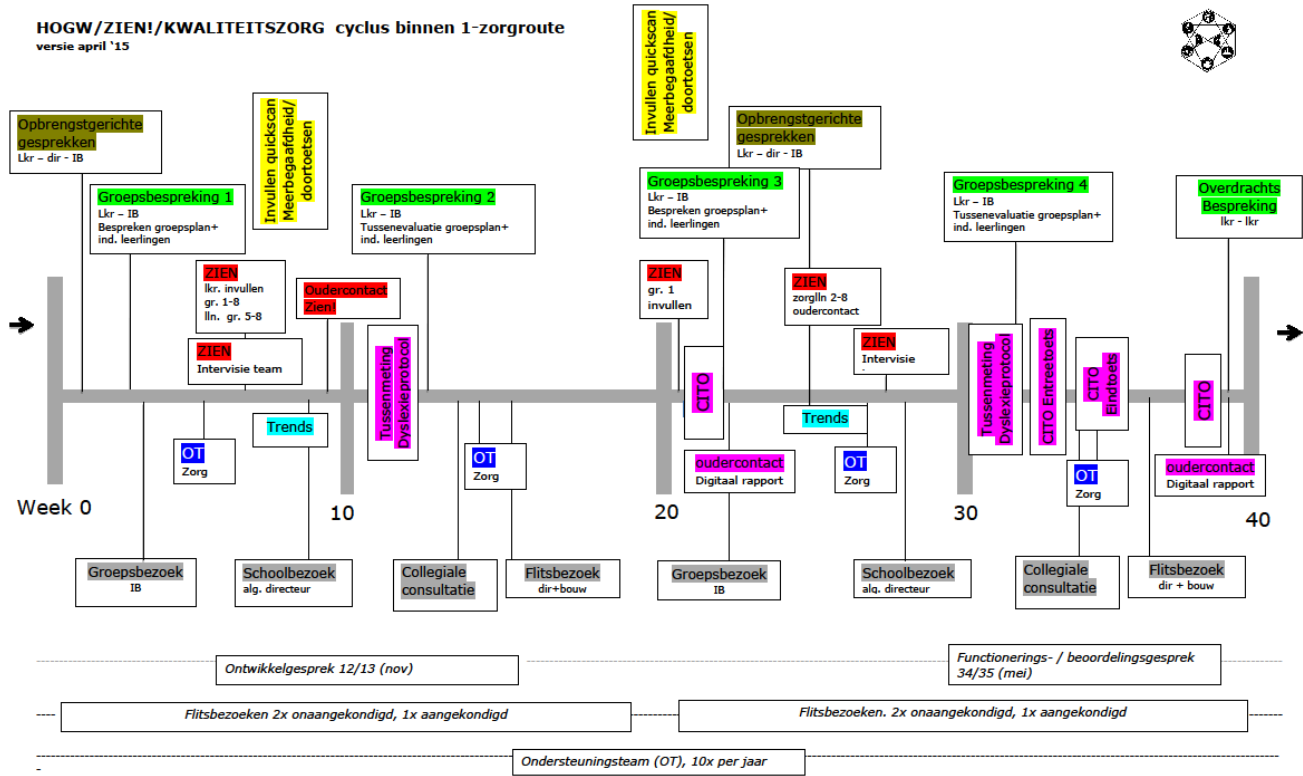 HOGW/ZIEN!/KWALITEITSZORG cyclus binnen 1-zorgroute
versie april '15
Invullen quickscan
Meerbegaafdheid/
doortoetsen
Invullen quickscan
Meerbegaafdheid/
doortoetsen
Opbrengstgerichte
gesprekken
Lkr – dir - IB
Opbrengstgerichte
gesprekken
Lkr – dir - IB
Groepsbespreking 1
Lkr – IB
Bespreken groepsplan+
ind. leerlingen
Groepsbespreking 2
Lkr – IB
Tussenevaluatie groepsplan+
ind. leerlingen
Groepsbespreking 3
Lkr – IB
Bespreken groepsplan+
ind. leerlingen
Groepsbespreking 4
Lkr – IB
Tussenevaluatie groepsplan+
ind. leerlingen
Overdrachts
Bespreking
lkr - lkr
ZIEN
lkr. invullen
gr. 1-8
lln. gr. 5-8
Oudercontact
Zien!
ZIEN
gr. 1
invullen
ZIEN
zorglln 2-8
oudercontact
ZIEN
Intervisie team
ZIEN
Intervisie
Tussenmeting
Dyslexieprotocol
CITO
Tussenmeting
Dyslexieprotocol
CITO Entreetoets
CITO
Eindtoets
CITO
Trends
Trends
OT
Zorg
OT
Zorg
oudercontact
Digitaal rapport
OT
Zorg
OT
Zorg
oudercontact
Digitaal rapport
Week 0
10
20
30
40
Groepsbezoek
IB
Schoolbezoek
alg. directeur
Collegiale
consultatie
Flitsbezoek
dir+bouw
Groepsbezoek
IB
Schoolbezoek
alg. directeur
Collegiale
consultatie
Flitsbezoek
dir + bouw
Ontwikkelgesprek 12/13 (nov)
Functionerings- / beoordelingsgesprek
34/35 (mei)
Flitsbezoeken 2x onaangekondigd, 1x aangekondigd
Flitsbezoeken. 2x onaangekondigd, 1x aangekondigd
Ondersteuningsteam (OT), 10x per jaar